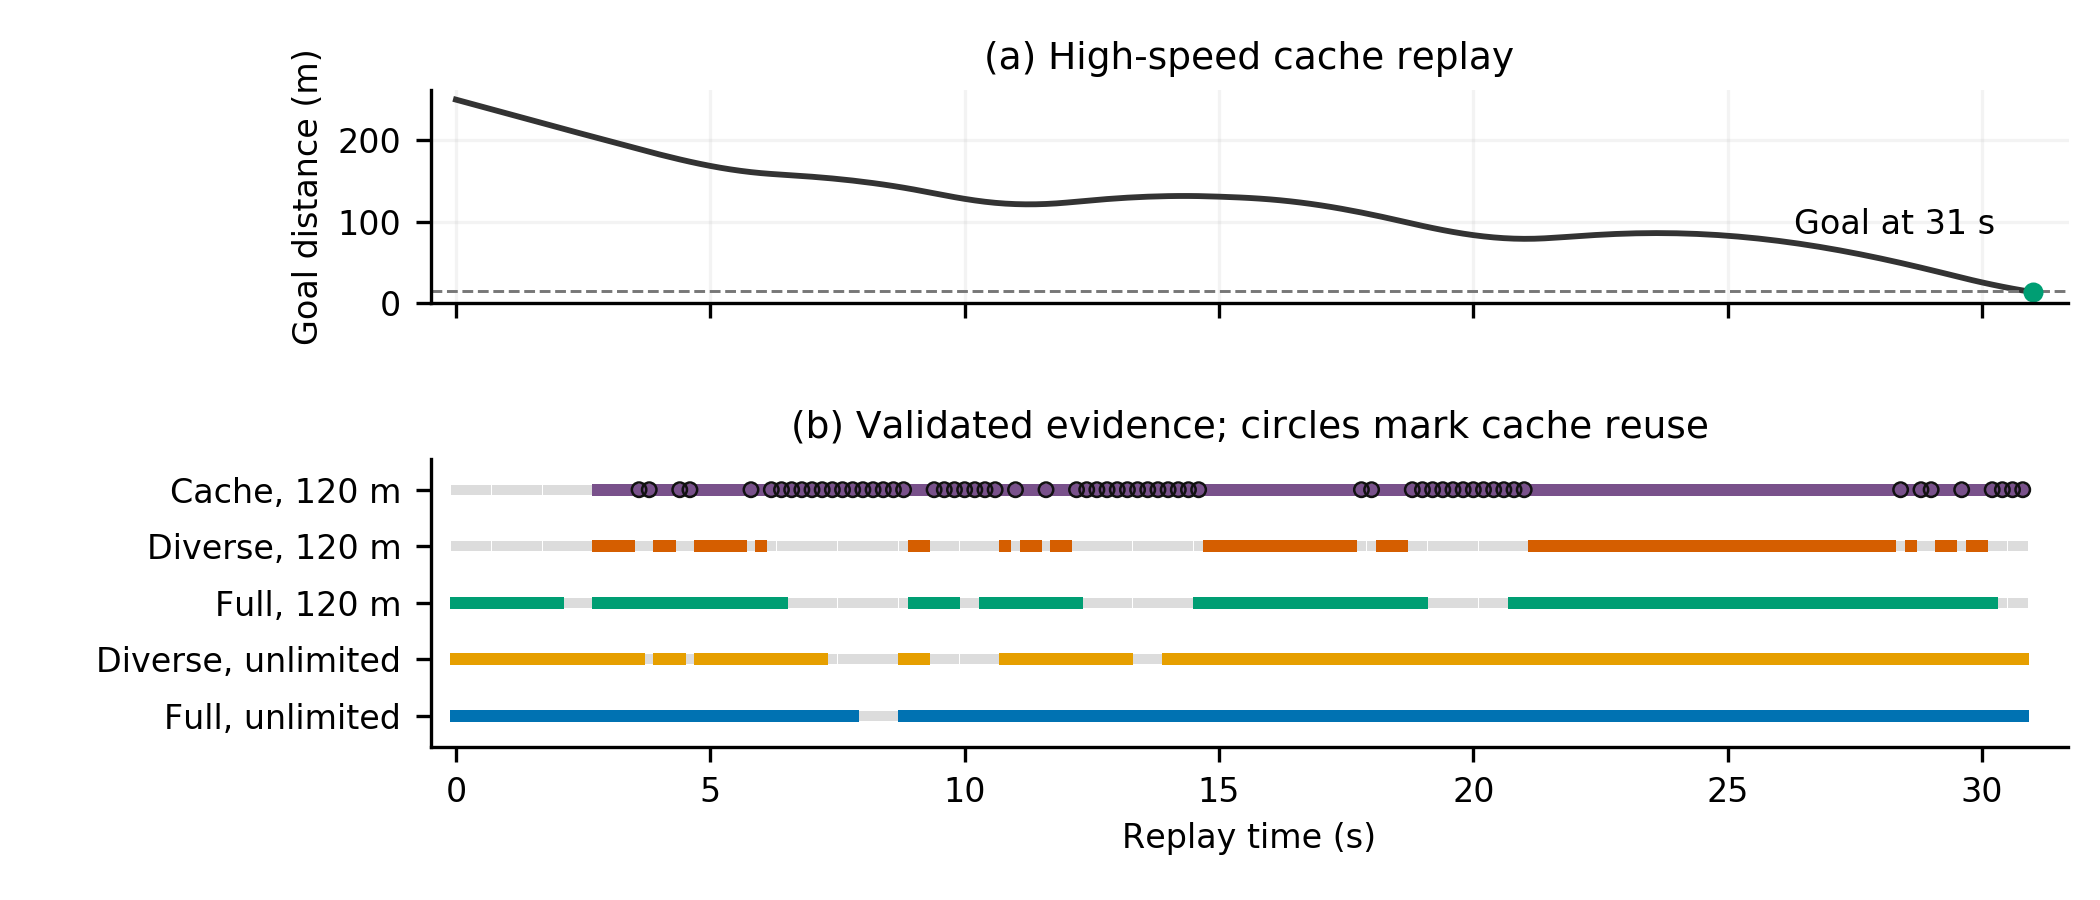 (a) High-speed cache replay
Goal distance (m)
200
100
0
Goal at 31 s
(b) Validated evidence; circles mark cache reuse
Cache, 120 m
Diverse, 120 m
Full, 120 m
Diverse, unlimited
Full, unlimited
0 5 10 15 20 25 30
Replay time (s)